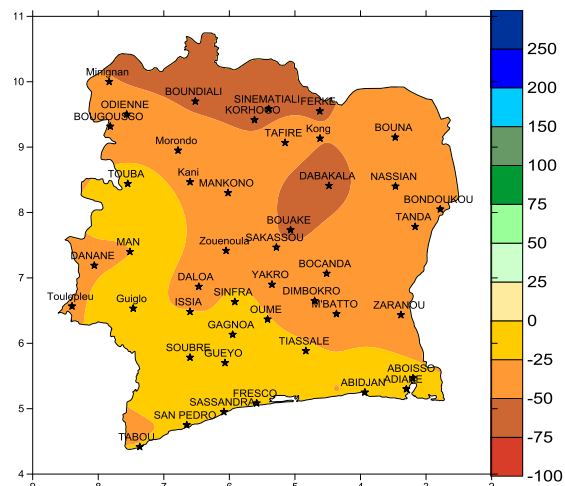 11
250
10
Minignan
BOUNDIALI
SINEMATIALI
FERKE
200
ODIENNE
KORHOGO
BOUGOUSSO
150
TAFIRE
Kong
BOUNA
9
Morondo
100
TOUBA
Kani
MANKONO
DABAKALA
NASSIAN
75
8
BONDOUKOU
BOUAKE
TANDA
50
MAN
Zouenoula
SAKASSOU
DANANE
BOCANDA
25
7
DALOA
YAKRO
Toulepleu
Guiglo
ISSIA
SINFRA
DIMBOKRO
M'BATTO
ZARANOU
OUME
0
GAGNOA
6
SOUBRE
GUEYO
TIASSALE
-25
ABOISSO
ABIDJAN
ADIAKE
5
SASSANDRA
FRESCO
-50
SAN PEDRO
TABOU
-75
4
-100